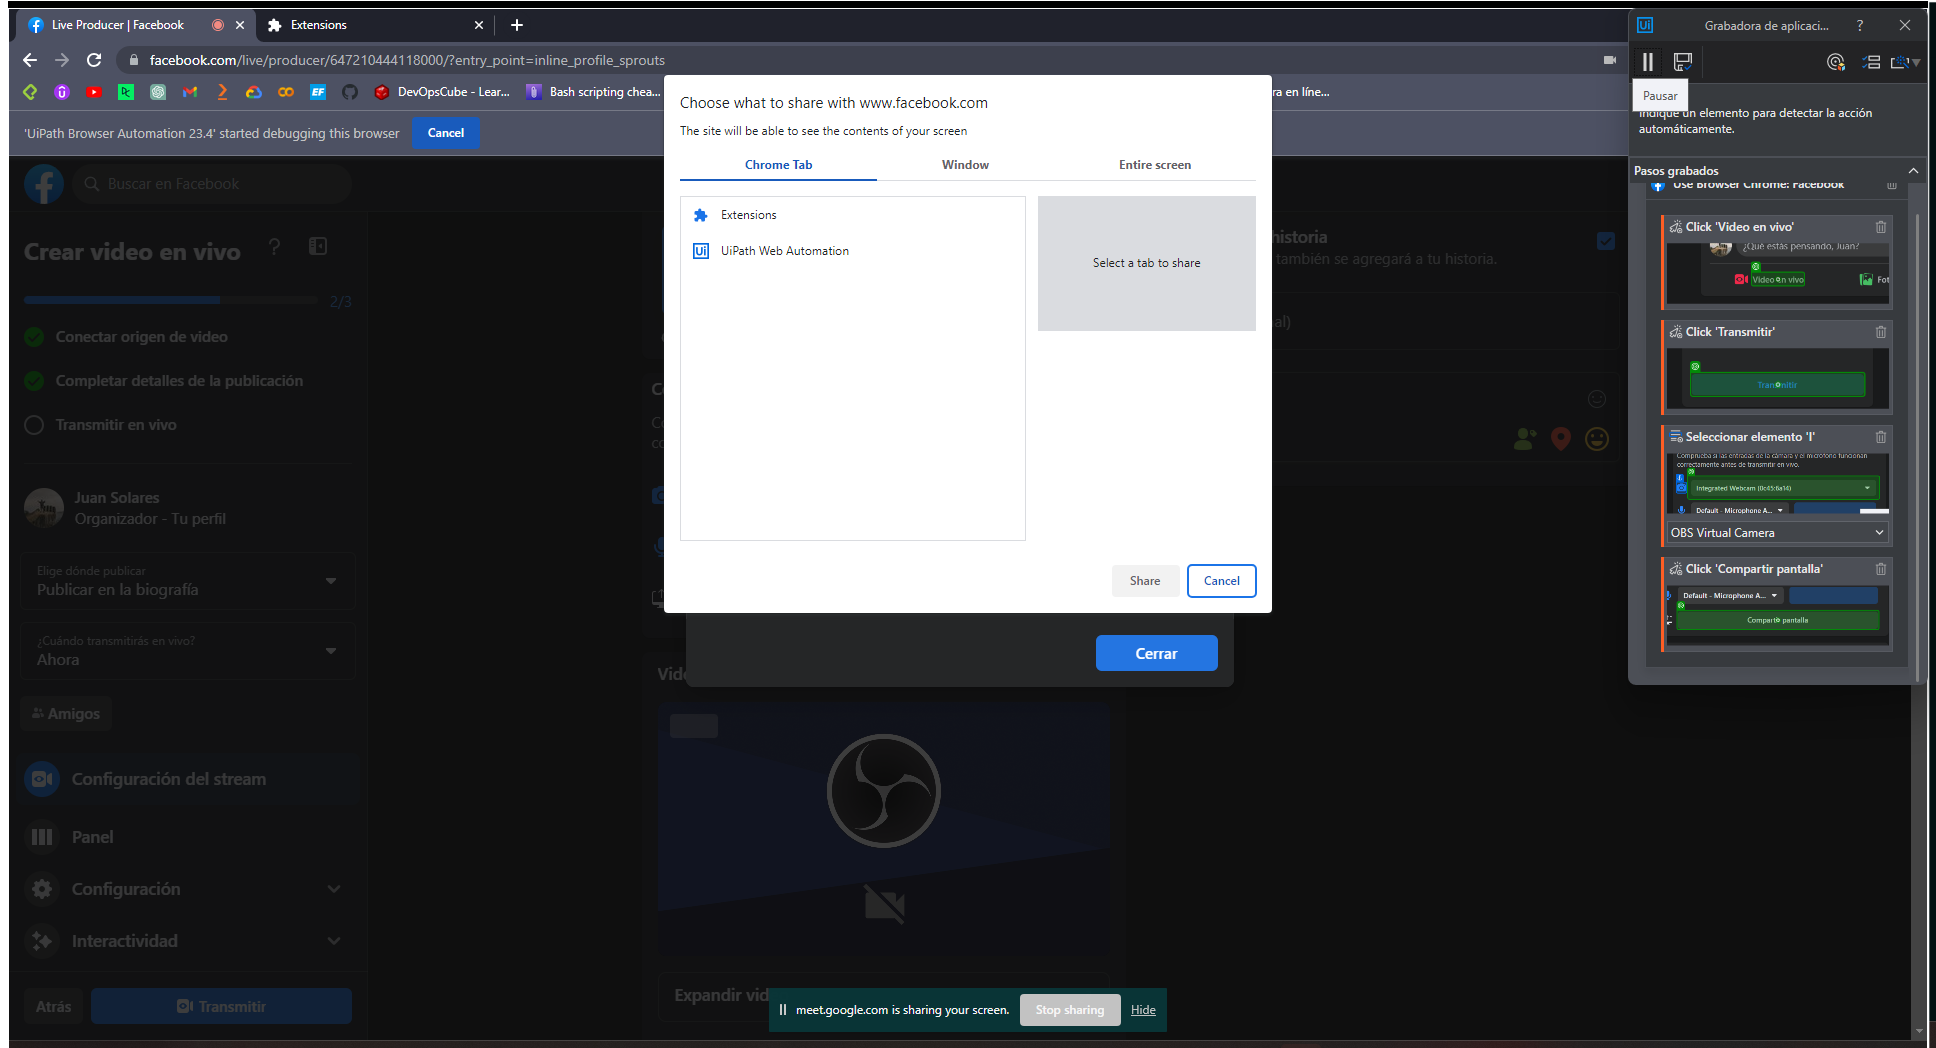 Live Producer | Facebook
Extensions
facebook.com/live/producer/647210444118000/?entry_point=inline_profile_sprouts
DevOpsCube - Lear...
Bash scripting chea...
ra en líne...
'UiPath Browser Automation 23.4' started debugging this browser
Cancel
Buscar en Facebook
Crear video en vivo
2/3
Conectar origen de video
Completar detalles de la publicación
Transmitir en vivo
Juan Solares
Organizador - Tu perfil
Elige dónde publicar
Publicar en la biografía
¿Cuándo transmitirás en vivo?
Ahora
Amigos
Configuración del stream
Panel
Configuración
Interactividad
Atrás
Transmitir
Choose what to share with www.facebook.com
The site will be able to see the contents of your screen
Chrome Tab
Window
Entire screen
Extensions
UiPath Web Automation
Select a tab to share
Share
Cancel
historia
también se agregará a tu historia.
al)
Cerrar
Expandir vid
meet.google.com is sharing your screen.
Stop sharing
Hide
Grabadora de aplicaci...
Pausar
Indique un elemento para detectar la acción
automáticamente.
Pasos grabados
Use Browser Chrome: Facebook
Click 'Video en vivo'
¿Qué estás pensando, Juan?
Video en vivo
Fot
Click 'Transmitir'
Transmitir
Seleccionar elemento 'I'
Comprueba si las entradas de la cámara y el micrófono funcionan
correctamente antes de transmitir en vivo.
Integrated Webcam (0c45:6a14)
Default - Microphone A...
OBS Virtual Camera
Click 'Compartir pantalla'
Default - Microphone A...
Compartir pantalla